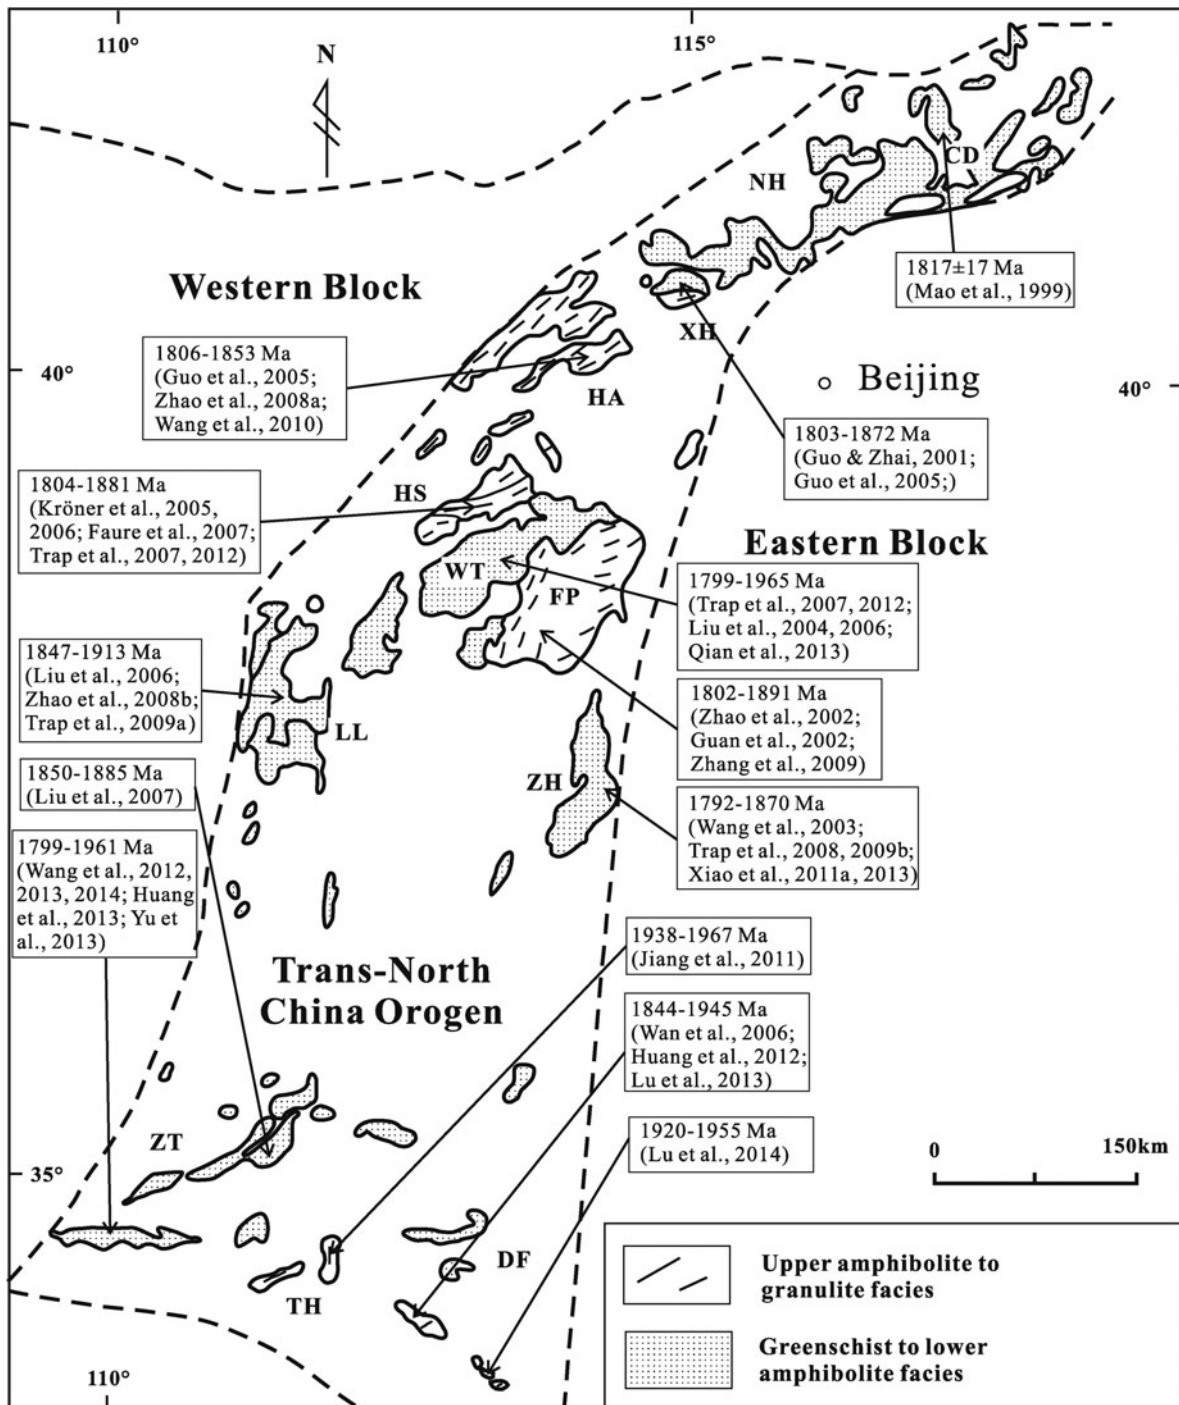 110°
115°
N
NH
CD
1817±17 Ma
(Mao et al., 1999)
Western Block
XH
1806-1853 Ma
(Guo et al., 2005;
Zhao et al., 2008a;
Wang et al., 2010)
40°
HA
Beijing
40°
1803-1872 Ma
(Guo & Zhai, 2001;
Guo et al., 2005;)
1804-1881 Ma
(Kröner et al., 2005,
2006; Faure et al., 2007;
Trap et al., 2007, 2012)
HS
Eastern Block
WT
FP
1799-1965 Ma
(Trap et al., 2007, 2012;
Liu et al., 2004, 2006;
Qian et al., 2013)
1847-1913 Ma
(Liu et al., 2006;
Zhao et al., 2008b;
Trap et al., 2009a)
LL
1802-1891 Ma
(Zhao et al., 2002;
Guan et al., 2002;
Zhang et al., 2009)
1850-1885 Ma
(Liu et al., 2007)
ZH
1792-1870 Ma
(Wang et al., 2003;
Trap et al., 2008, 2009b;
Xiao et al., 2011a, 2013)
1799-1961 Ma
(Wang et al., 2012,
2013, 2014; Huang
et al., 2013; Yu et
al., 2013)
Trans-North
China Orogen
1938-1967 Ma
(Jiang et al., 2011)
1844-1945 Ma
(Wan et al., 2006;
Huang et al., 2012;
Lu et al., 2013)
1920-1955 Ma
(Lu et al., 2014)
ZT
35°
0
150km
DF
TH
Upper amphibolite to
granulite facies
Greenschist to lower
amphibolite facies
110°